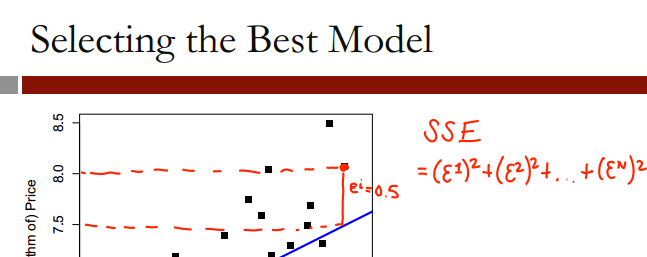 Selecting the Best Model
8.5
8.0
7.5
thm of) Price
ei=0.5
SSE
=(ε1)²+(ε2)²+...+(εN)²